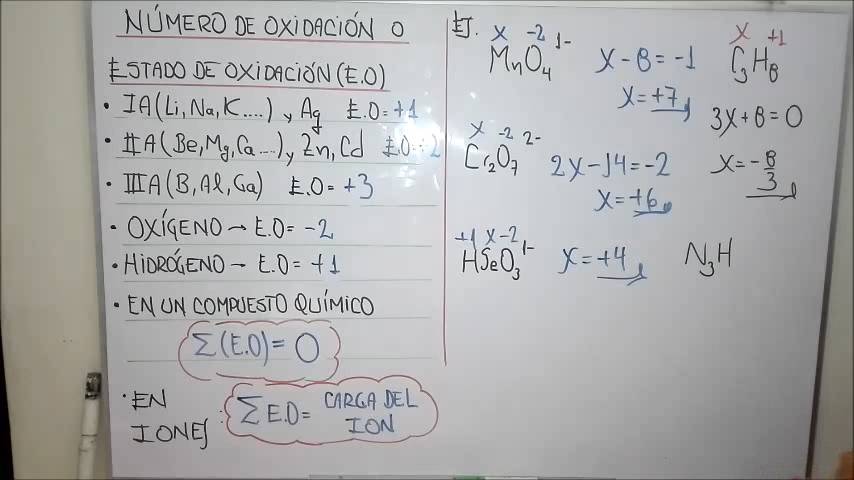 NÚMERO DE OXIDACIÓN O
ESTADO DE OXIDACIÓN (E.O)
• IA (Li, Na, K....) y Ag E.O = +1
• IIA (Be, Mg, Ca...), y Zn, Cd E.O = +2
• IIIA (B, Al, Ga) E.O = +3
• OXÍGENO → E.O = -2
• HIDRÓGENO → E.O = +1
• EN UN COMPUESTO QUÍMICO
Σ(E.O) = 0
• EN IONES : Σ E.O = CARGA DEL ION
EJ.
x -2
MnO₄ ¹⁻ x - 8 = -1
x = +7
x -2
Cr₂O₇ ²⁻ 2x - 14 = -2
x = +6
+1 x -2
HSeO₃ ¹⁻ x = +4
x +1
C₃H₈
3x + 8 = 0
x = -8/3
N₃H